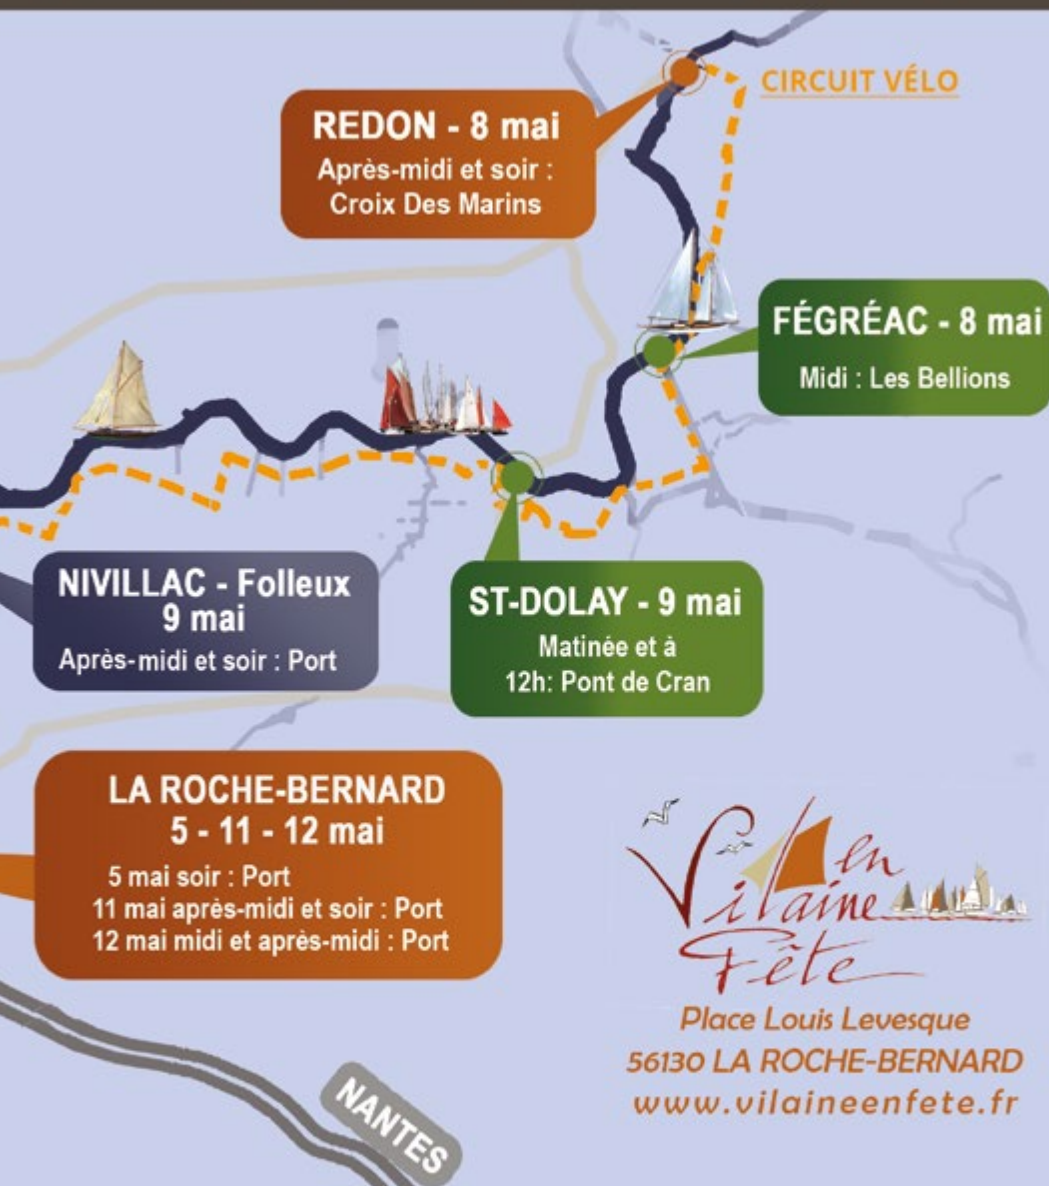 CIRCUIT VÉLO
REDON - 8 mai
Après-midi et soir :
Croix Des Marins
FÉGRÉAC - 8 mai
Midi : Les Bellions
NIVILLAC - Folleux
9 mai
Après-midi et soir : Port
ST-DOLAY - 9 mai
Matinée et à
12h: Pont de Cran
LA ROCHE-BERNARD
5 - 11 - 12 mai
5 mai soir : Port
11 mai après-midi et soir : Port
12 mai midi et après-midi : Port
Vilaine en
Fête
Place Louis Levesque
56130 LA ROCHE-BERNARD
www.vilaineenfete.fr
NANTES